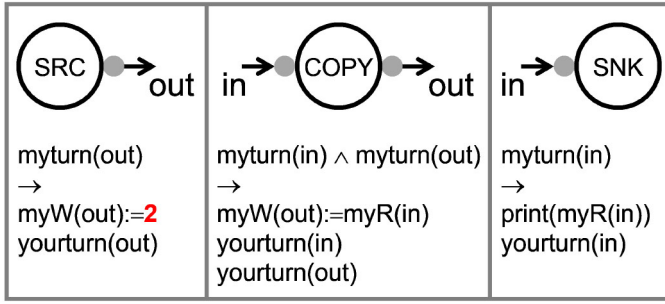 SRC
out
myturn(out)
→
myW(out):=2
yourturn(out)
in
COPY
out
myturn(in) ∧ myturn(out)
→
myW(out):=myR(in)
yourturn(in)
yourturn(out)
in
SNK
myturn(in)
→
print(myR(in))
yourturn(in)